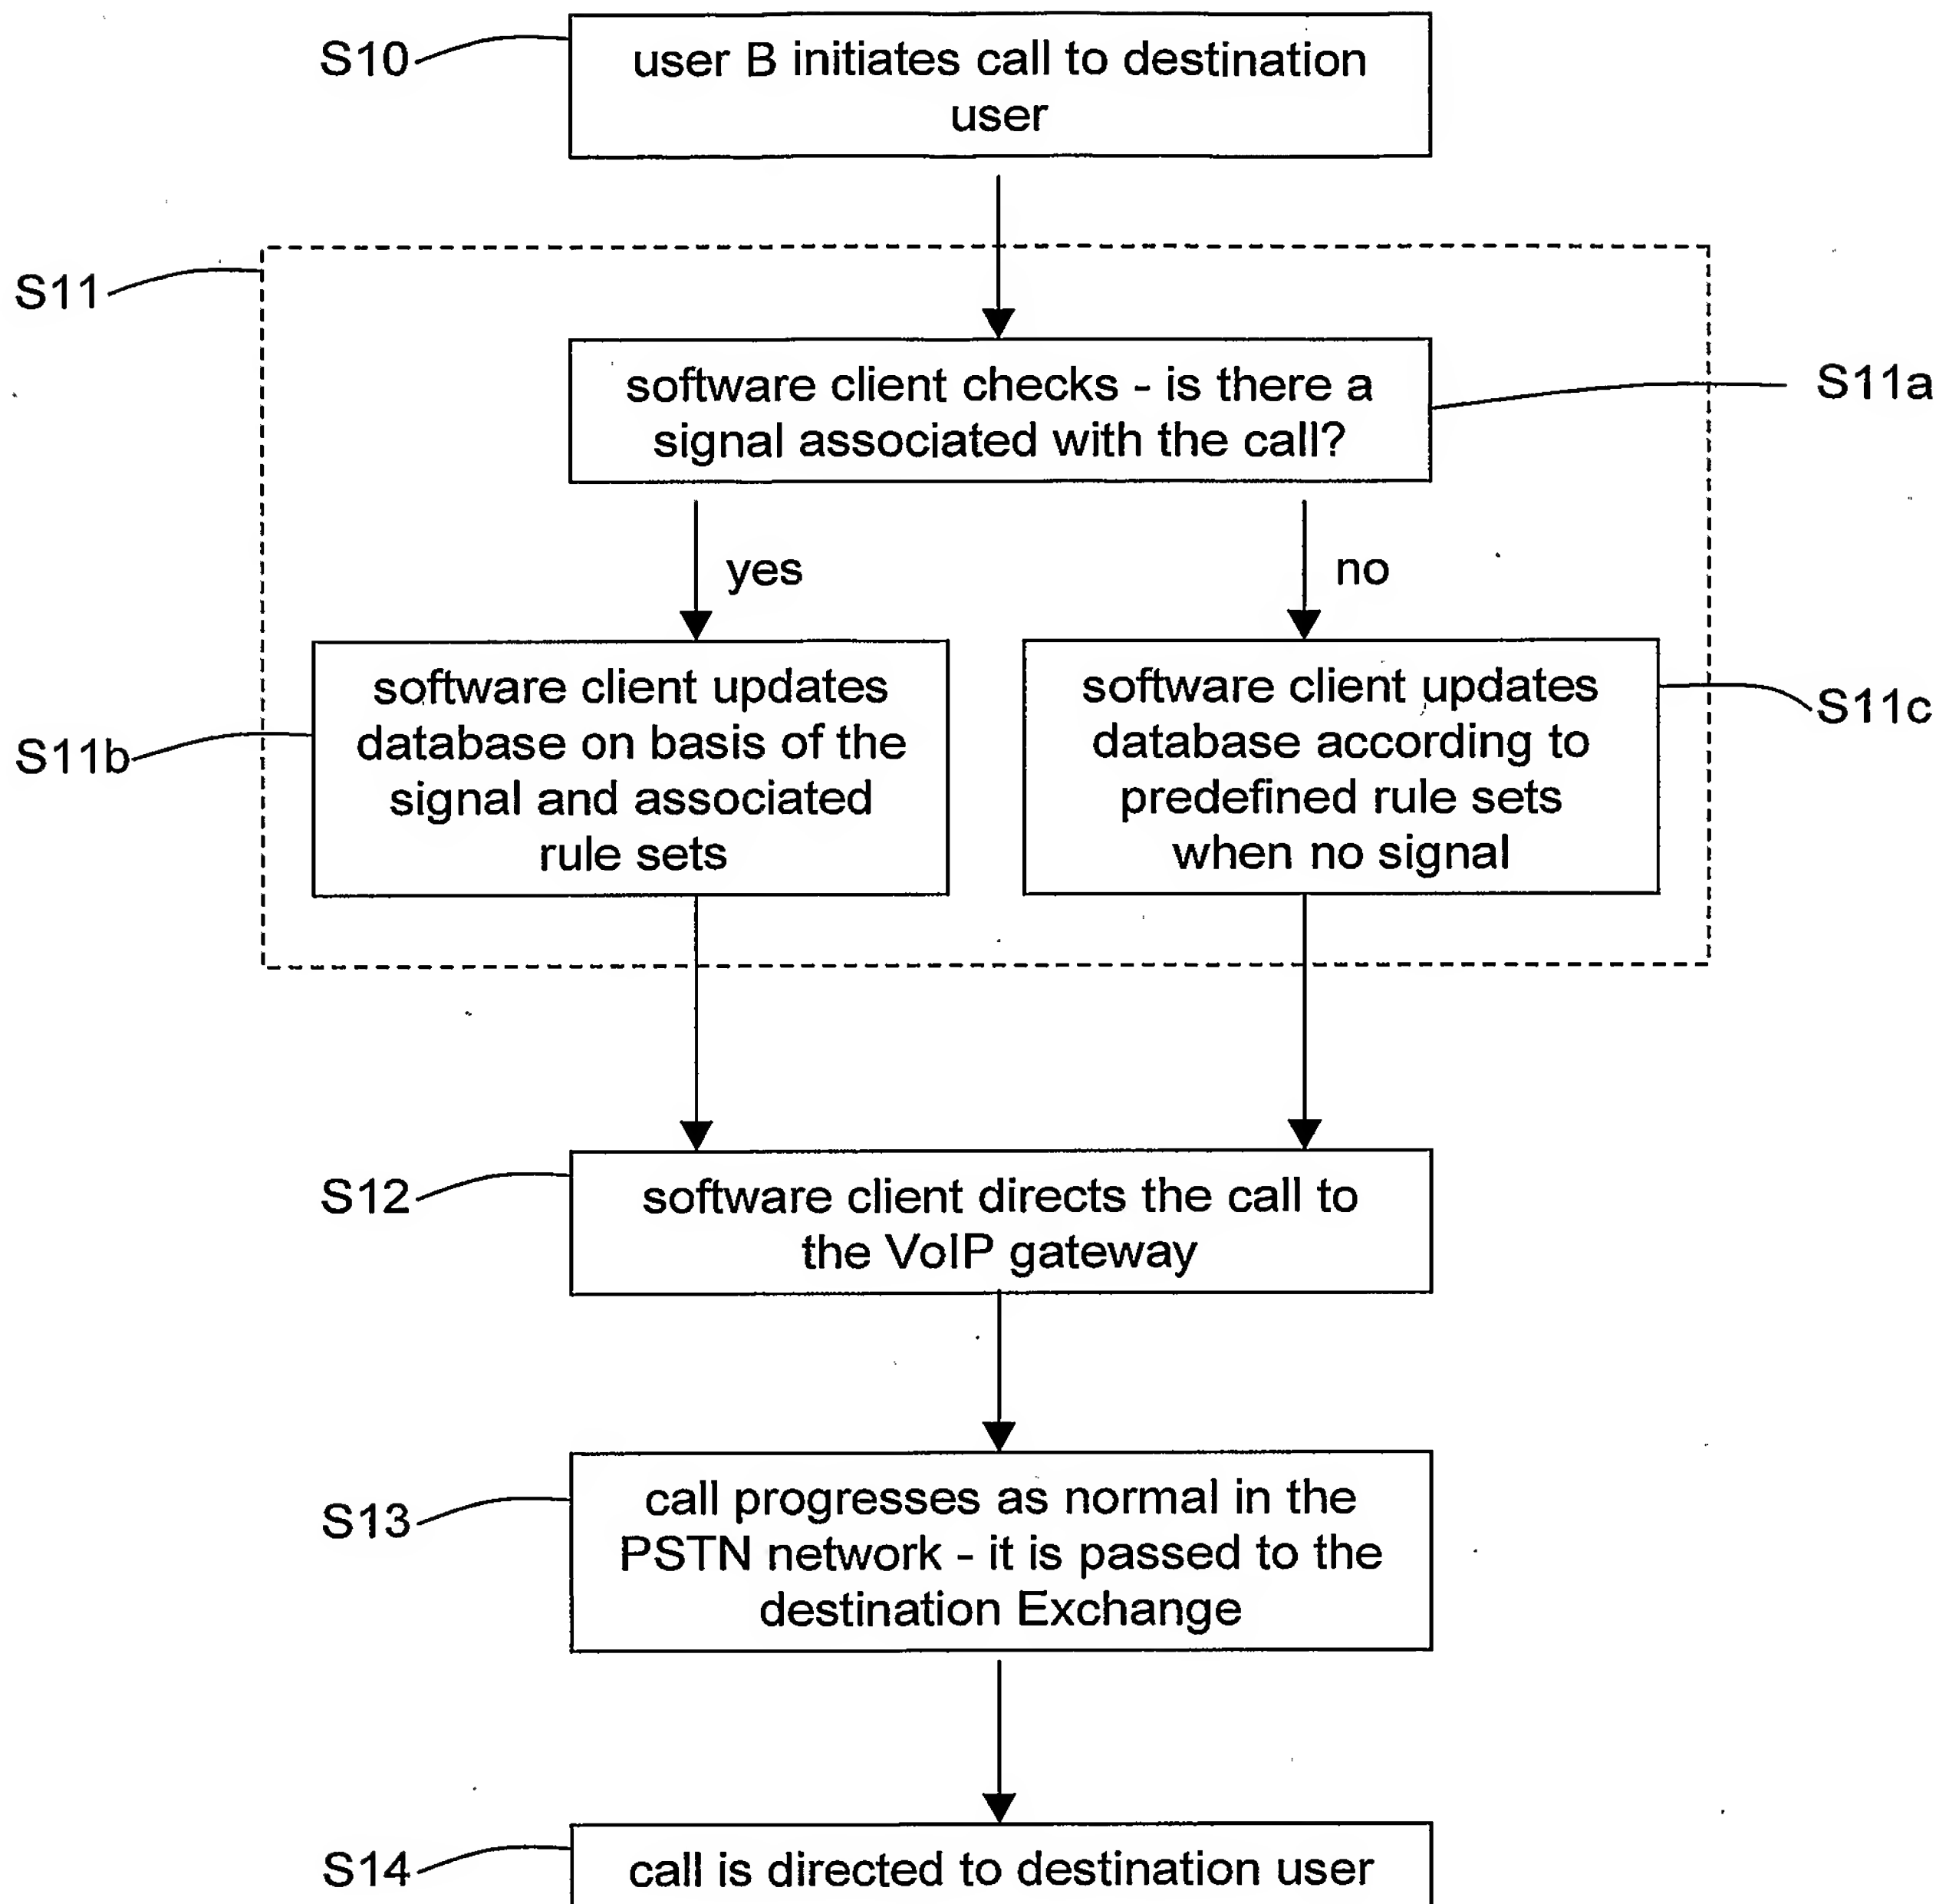 S10
user B initiates call to destination
user
S11
software client checks - is there a
signal associated with the call?
S11a
yes
no
software client updates
database on basis of the
signal and associated
rule sets
S11b
software client updates
database according to
predefined rule sets
when no signal
S11c
S12
software client directs the call to
the VoIP gateway
S13
call progresses as normal in the
PSTN network - it is passed to the
destination Exchange
S14
call is directed to destination user